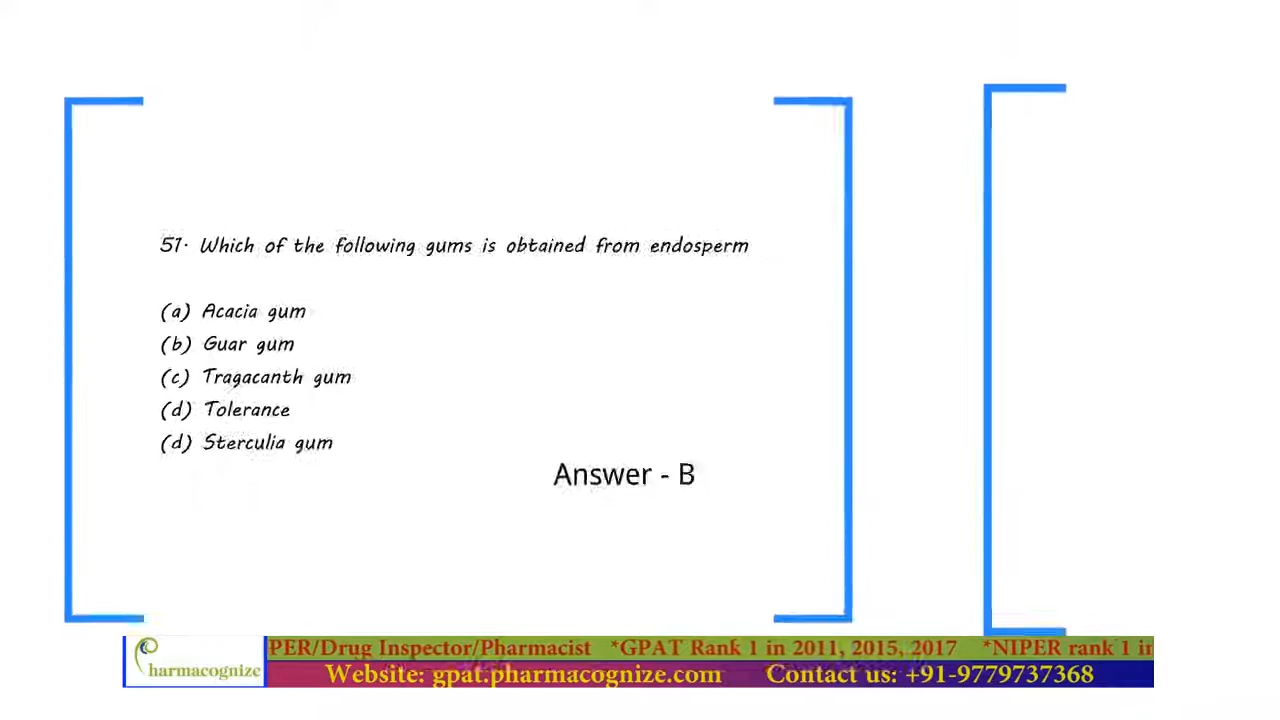 51. Which of the following gums is obtained from endosperm
(a) Acacia gum
(b) Guar gum
(c) Tragacanth gum
(d) Tolerance
(d) Sterculia gum
Answer - B
harmacognize
PER/Drug Inspector/Pharmacist *GPAT Rank 1 in 2011, 2015, 2017 *NIPER rank 1 in
Website: gpat.pharmacognize.com Contact us: +91-9779737368